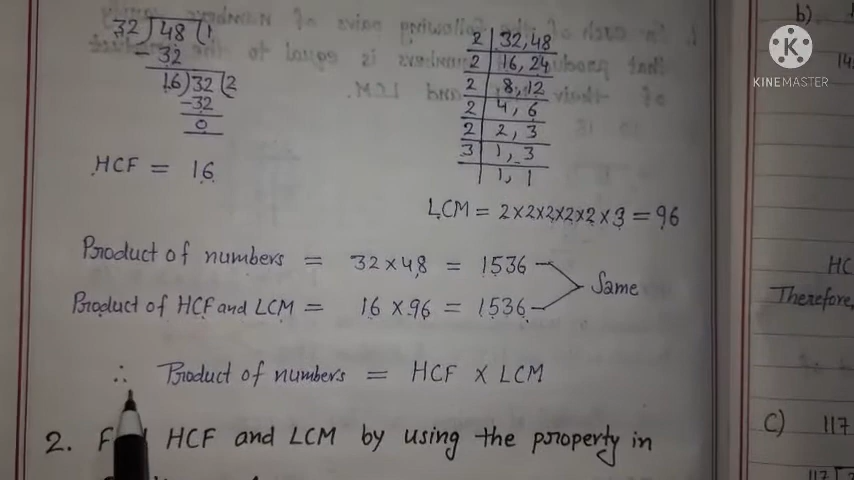 32) 48 (1
- 32
16) 32 (2
-32
0
HCF = 16
2 | 32, 48
2 | 16, 24
2 | 8, 12
2 | 4, 6
2 | 2, 3
3 | 1, 3
| 1, 1
LCM = 2×2×2×2×2×3 = 96
Product of numbers = 32×48 = 1536
Same
Product of HCF and LCM = 16 × 96 = 1536
∴ Product of numbers = HCF × LCM
2. HCF and LCM by using the property in
b)
14
KINEMASTER
HC
Therefore,
C) 117
117